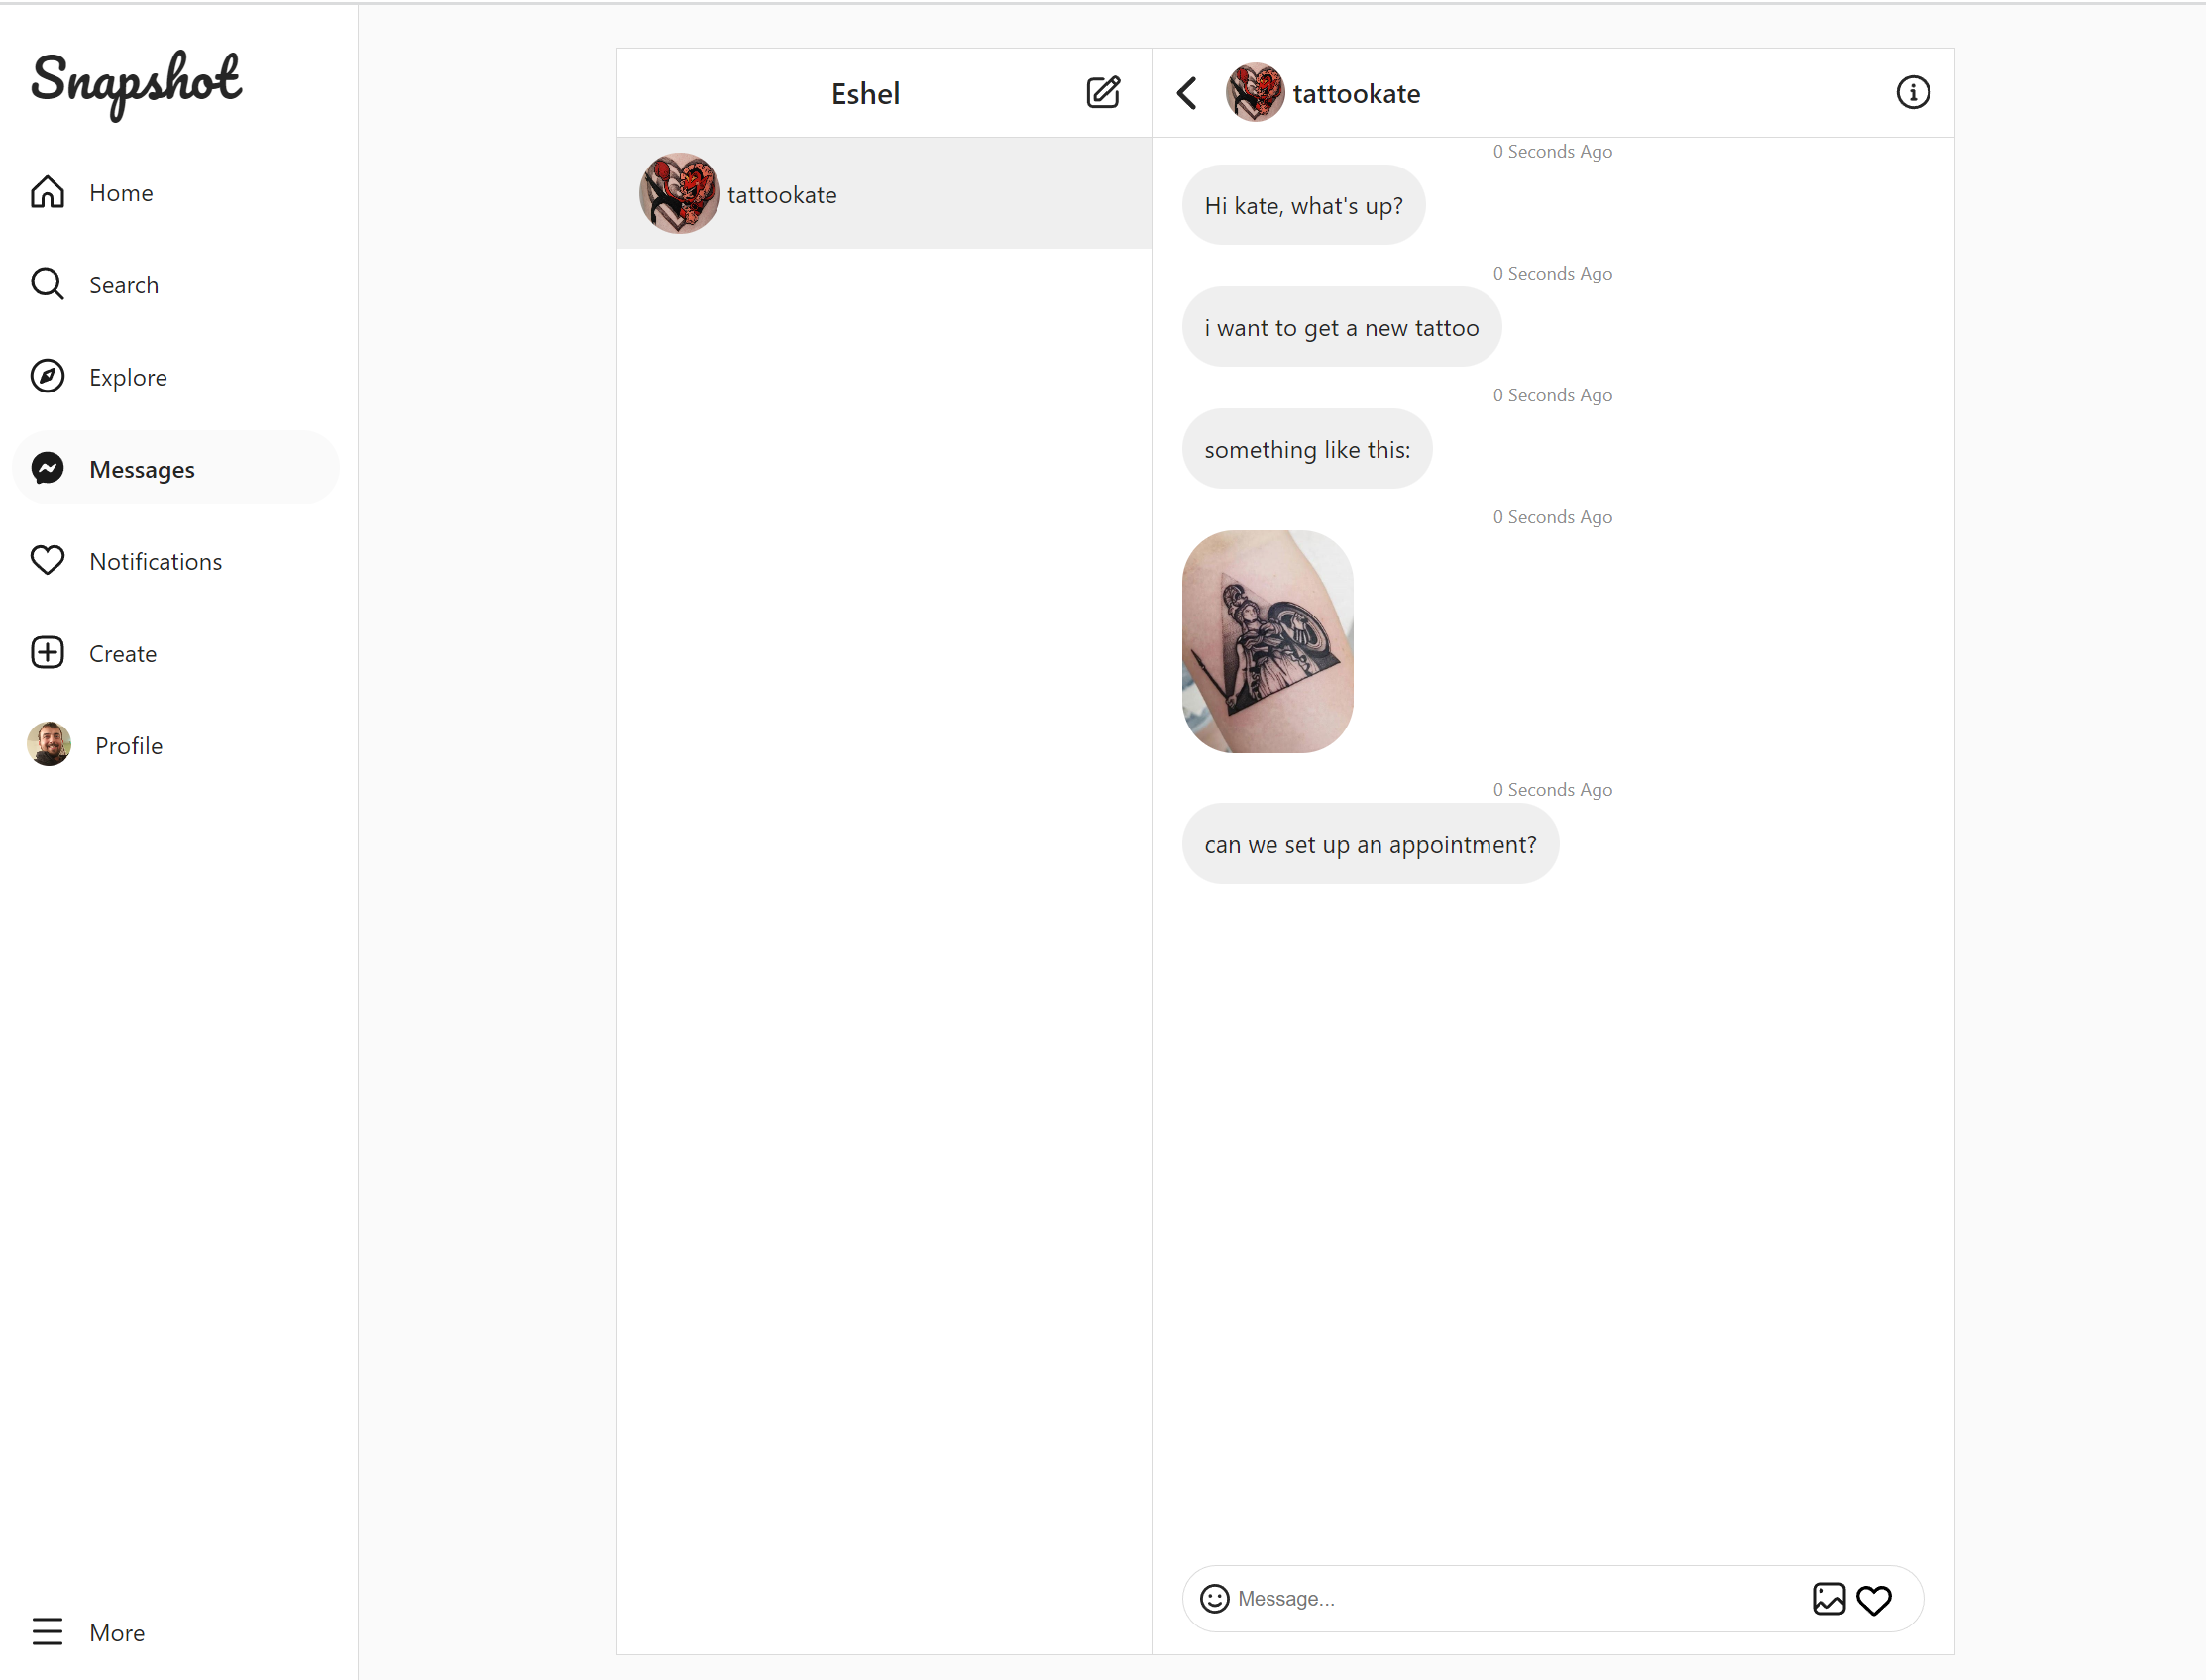 Snapshot
Home
Search
Explore
Messages
Notifications
Create
Profile
More
Eshel
tattookate
tattookate
0 Seconds Ago
Hi kate, what's up?
0 Seconds Ago
i want to get a new tattoo
0 Seconds Ago
something like this:
0 Seconds Ago
0 Seconds Ago
can we set up an appointment?
Message...